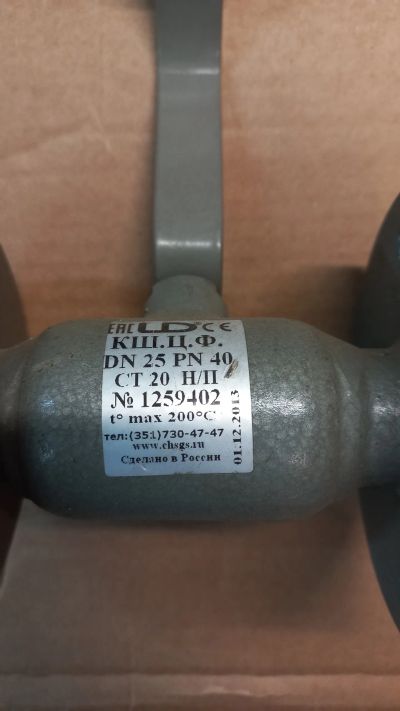 EAC LD CE
КШ.Ц.Ф.
DN 25 PN 40
СТ 20 Н/П
№ 1259402
t° max 200°C
тел:(351)730-47-47
www.chsgs.ru
Сделано в России
01.12.2013